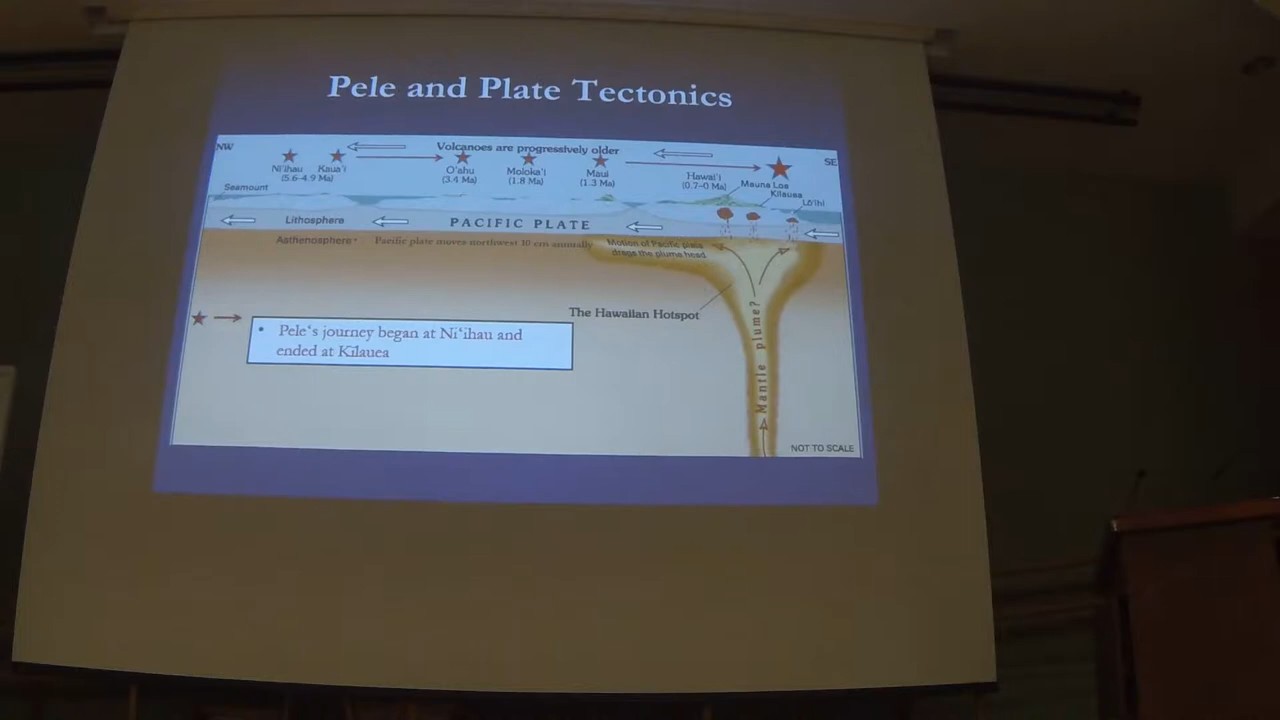 Pele and Plate Tectonics
NW
Volcanoes are progressively older
SE
Ni'ihau
Kaua'i
(5.6-4.9 Ma)
O'ahu
(3.4 Ma)
Moloka'i
(1.8 Ma)
Maui
(1.3 Ma)
Hawai'i
(0.7-0 Ma)
Mauna Loa
Kilauea
Lō'ihi
Seamount
Lithosphere
PACIFIC PLATE
Asthenosphere
Pacific plate moves northwest 10 cm annually
Motion of Pacific plate
drags the plume head
The Hawaiian Hotspot
Mantle plume?
• Pele's journey began at Ni'ihau and
ended at Kīlauea
NOT TO SCALE